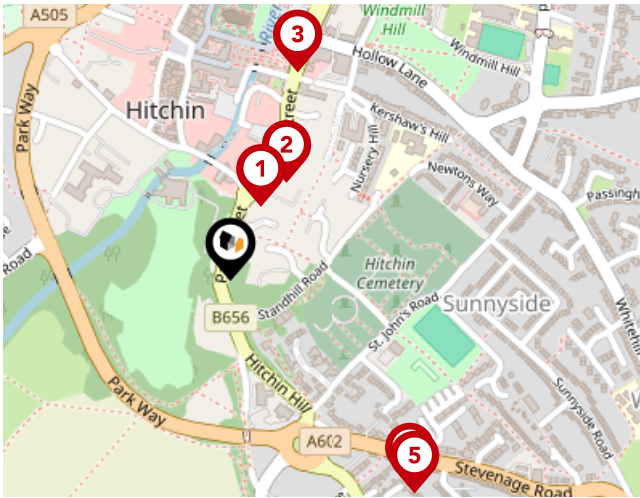 A505
River
Windmill
Hill
3
Windmill Hill
Hollow Lane
Hitchin
Park Way
Kershaw's Hill
2
1
Nursery Hill
Newtons Way
Hitchin
Cemetery
Standhill Road
B656
St. John's Road
Sunnyside
Road
Hitchin Hill
Park Way
A602
5
Stevenage Road
Sunnyside Road